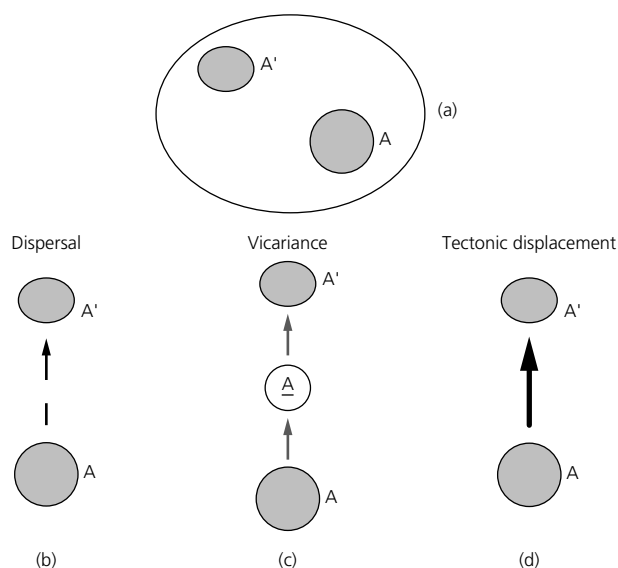 A'
A
(a)
Dispersal
Vicariance
Tectonic displacement
A'
A'
A'
A
A
A
A
(b)
(c)
(d)